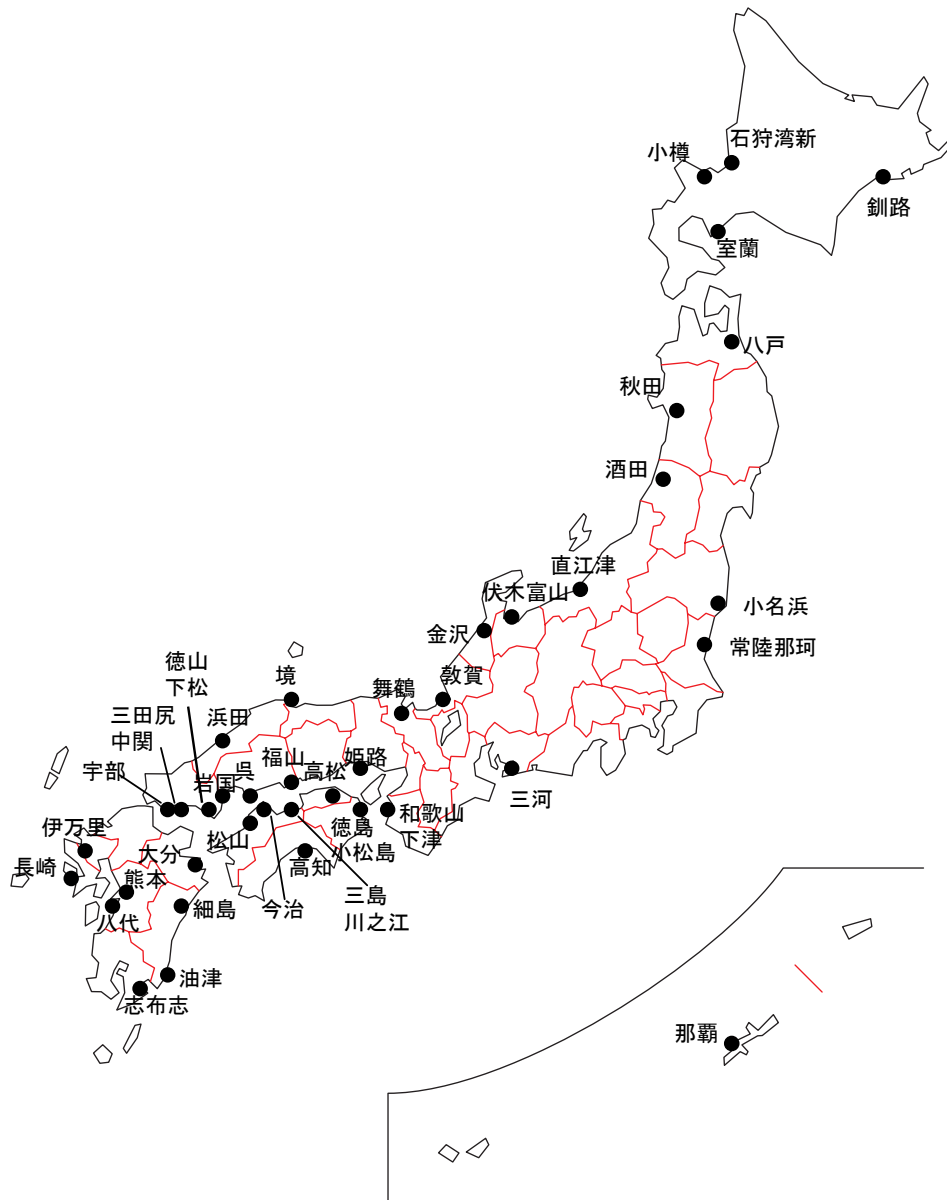 石狩湾新
小樽
釧路
室蘭
八戸
秋田
酒田
直江津
伏木富山
小名浜
金沢
常陸那珂
徳山
下松
境
舞鶴
敦賀
三田尻
中関
浜田
宇部
岩国
呉
福山
高松
姫路
三河
伊万里
松山
徳島
小松島
和歌山
下津
長崎
大分
熊本
高知
三島
川之江
八代
細島
今治
油津
志布志
那覇